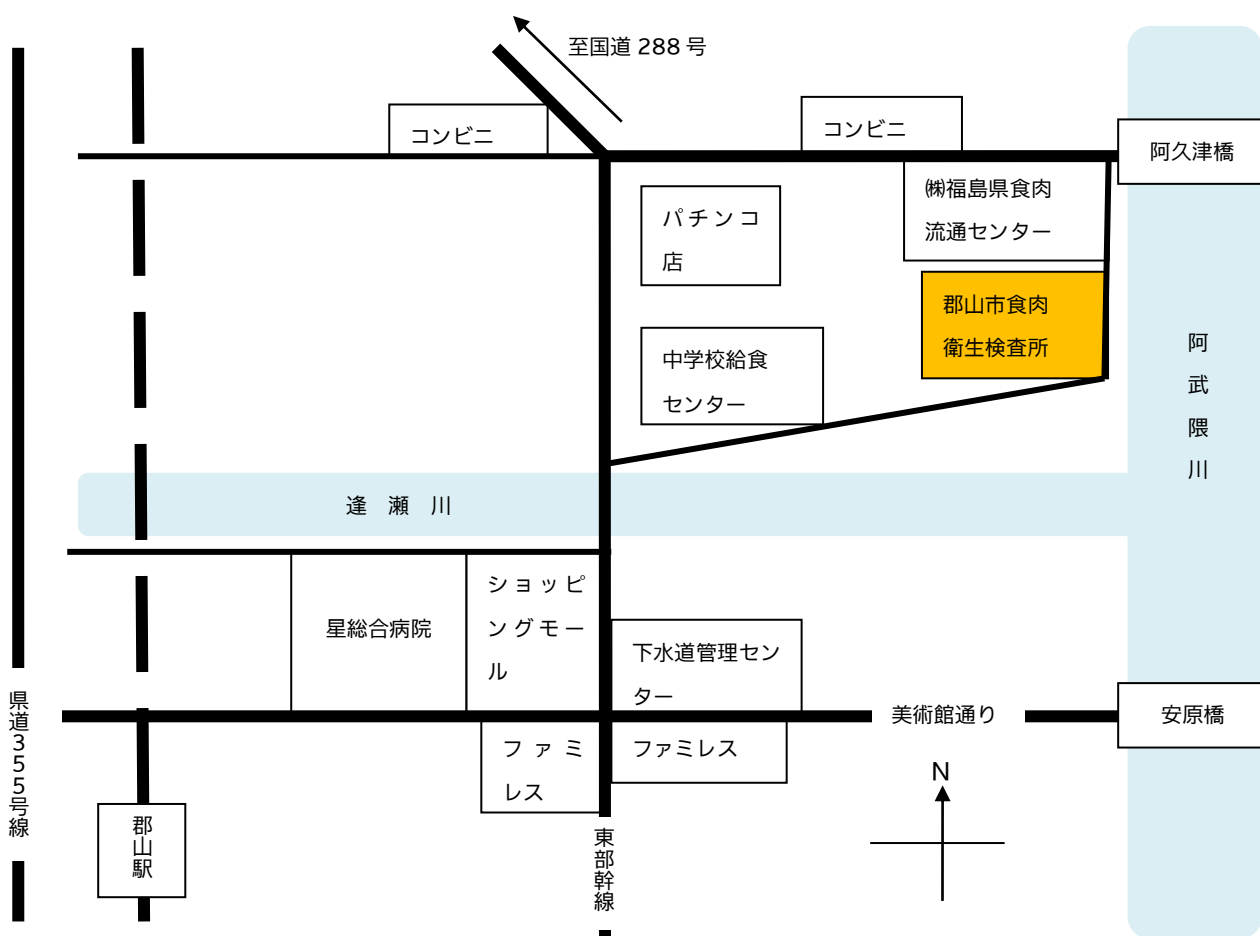 至国道 288 号
コンビニ
コンビニ
阿久津橋
㈱福島県食肉
流通センター
パチンコ
店
郡山市食肉
衛生検査所
中学校給食
センター
阿武隈川
逢瀬川
ショッピ
ングモー
ル
星総合病院
下水道管理セン
ター
県道355号線
美術館通り
安原橋
ファミ
レス
ファミレス
N
郡山駅
東部幹線